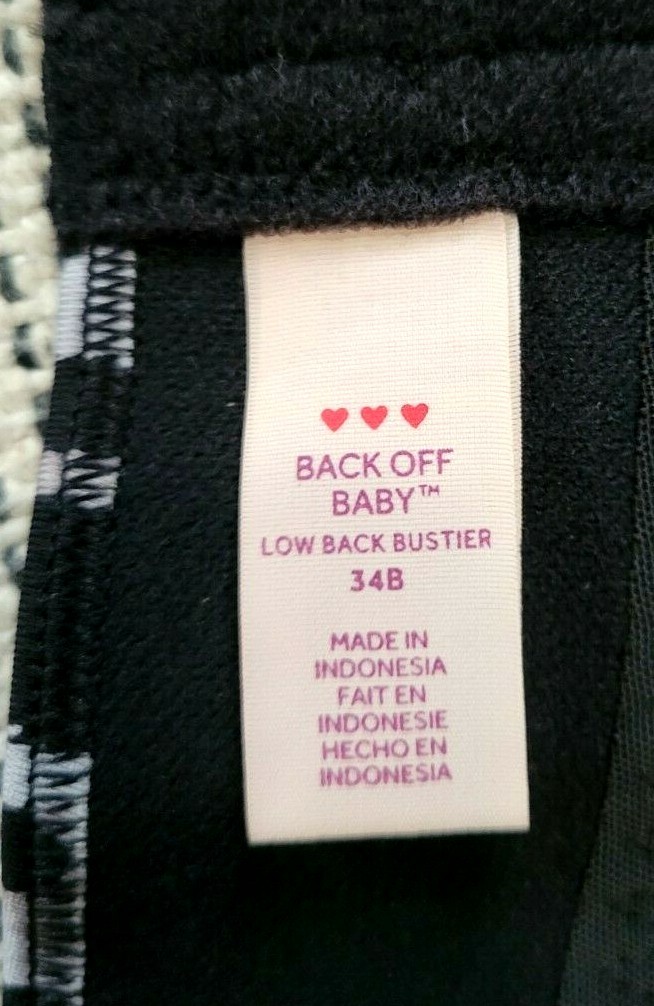 BACK OFF
BABY™
LOW BACK BUSTIER
34B
MADE IN
INDONESIA
FAIT EN
INDONESIE
HECHO EN
INDONESIA